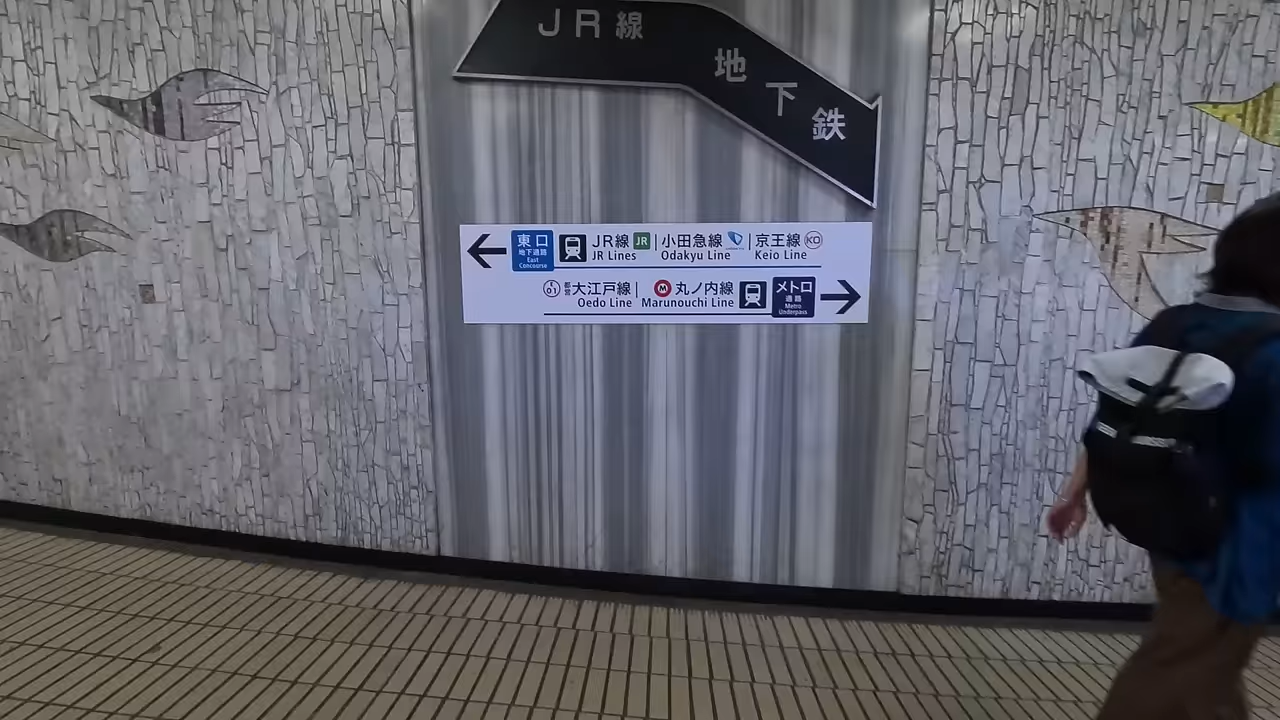 JR線
地下鉄
東口 JR線 JR 小田急線 京王線 KO
地下通路
East Concourse JR Lines Odakyu Line Keio Line
都営 大江戸線 M 丸ノ内線 メトロ
通路
Oedo Line Marunouchi Line Metro Underpass